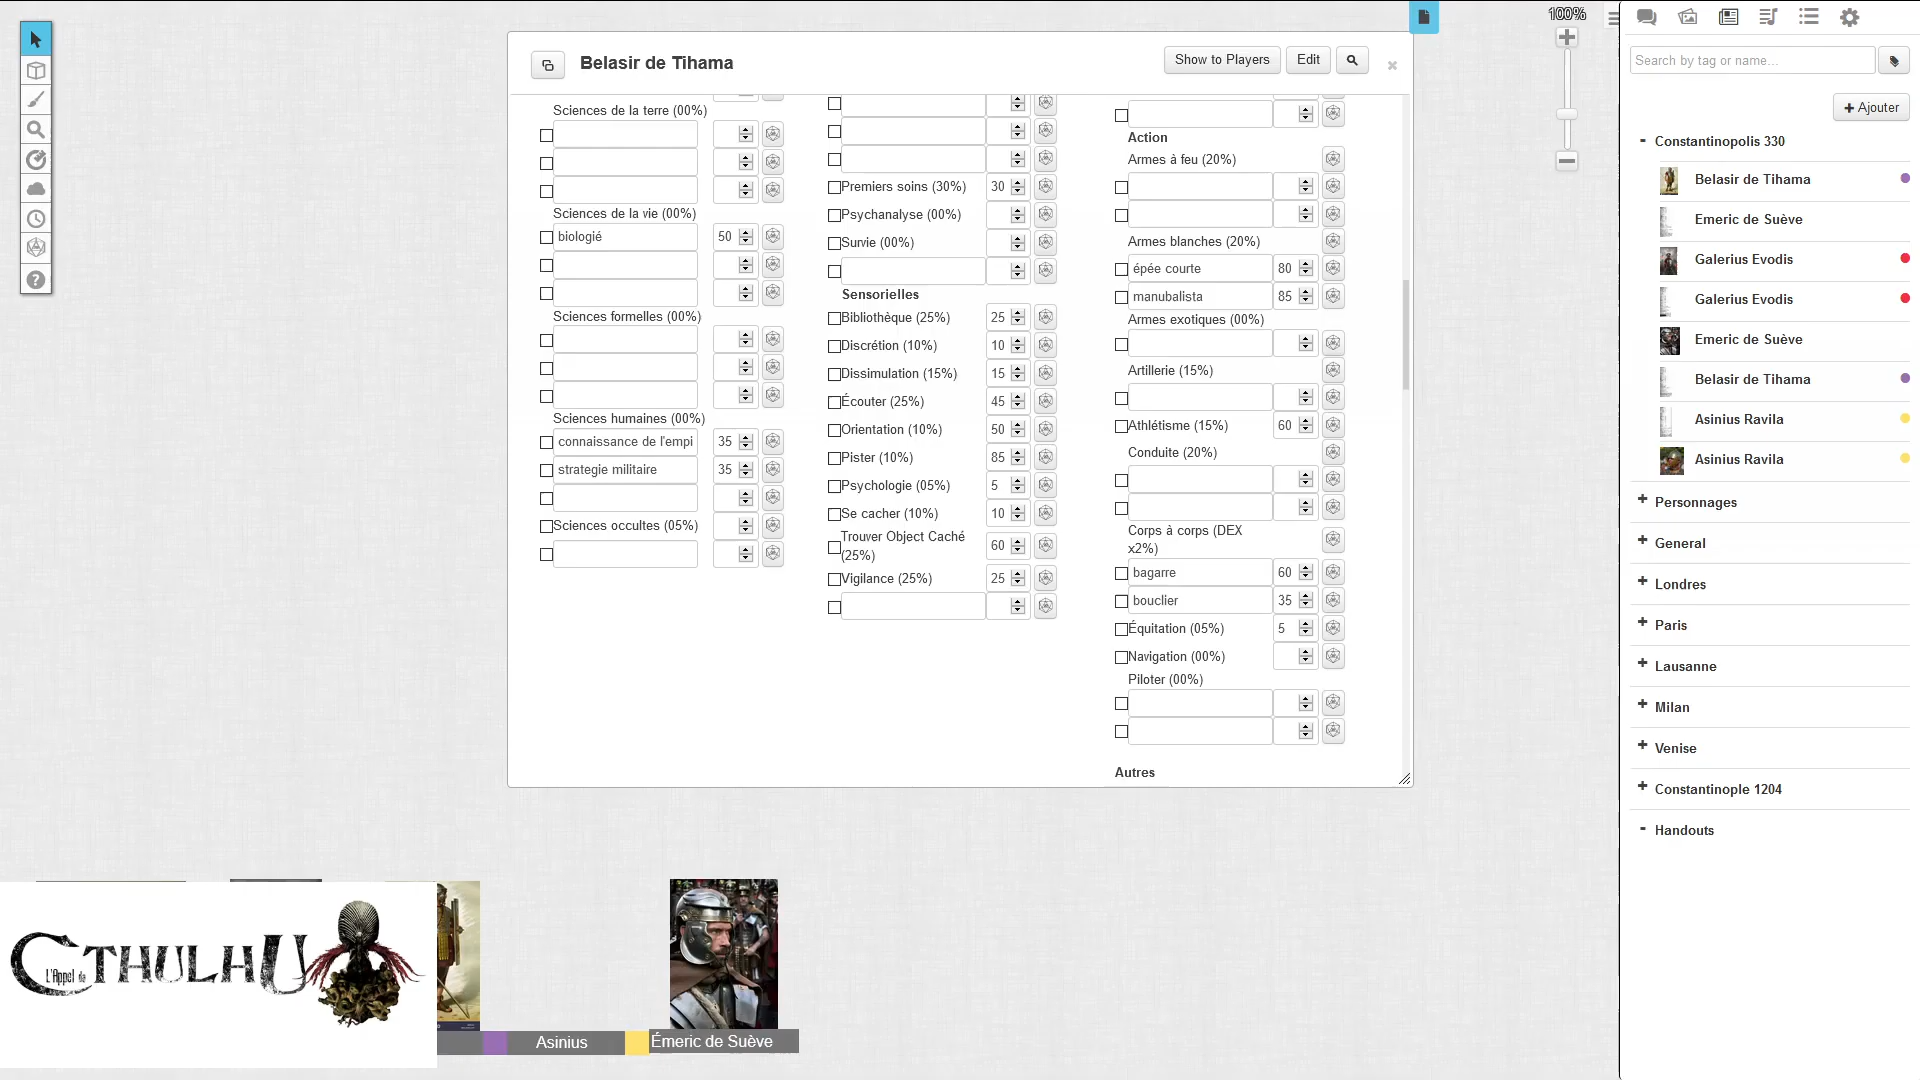 100%
Belasir de Tihama
Show to Players
Edit
×
Search by tag or name...
Ajouter
Sciences de la terre (00%)
Sciences de la vie (00%)
biologié 50
Sciences formelles (00%)
Sciences humaines (00%)
connaissance de l'empi 35
strategie militaire 35
Sciences occultes (05%)
Premiers soins (30%) 30
Psychanalyse (00%)
Survie (00%)
Sensorielles
Bibliothèque (25%) 25
Discrétion (10%) 10
Dissimulation (15%) 15
Écouter (25%) 45
Orientation (10%) 50
Pister (10%) 85
Psychologie (05%) 5
Se cacher (10%) 10
Trouver Object Caché
(25%) 60
Vigilance (25%) 25
Action
Armes à feu (20%)
Armes blanches (20%)
épée courte 80
manubalista 85
Armes exotiques (00%)
Artillerie (15%)
Athlétisme (15%) 60
Conduite (20%)
Corps à corps (DEX
x2%)
bagarre 60
bouclier 35
Équitation (05%) 5
Navigation (00%)
Piloter (00%)
Autres
- Constantinopolis 330
Belasir de Tihama
Emeric de Suève
Galerius Evodis
Galerius Evodis
Emeric de Suève
Belasir de Tihama
Asinius Ravila
Asinius Ravila
+ Personnages
+ General
+ Londres
+ Paris
+ Lausanne
+ Milan
+ Venise
+ Constantinople 1204
- Handouts
L'Appel de
CTHULHU
Asinius
Émeric de Suève